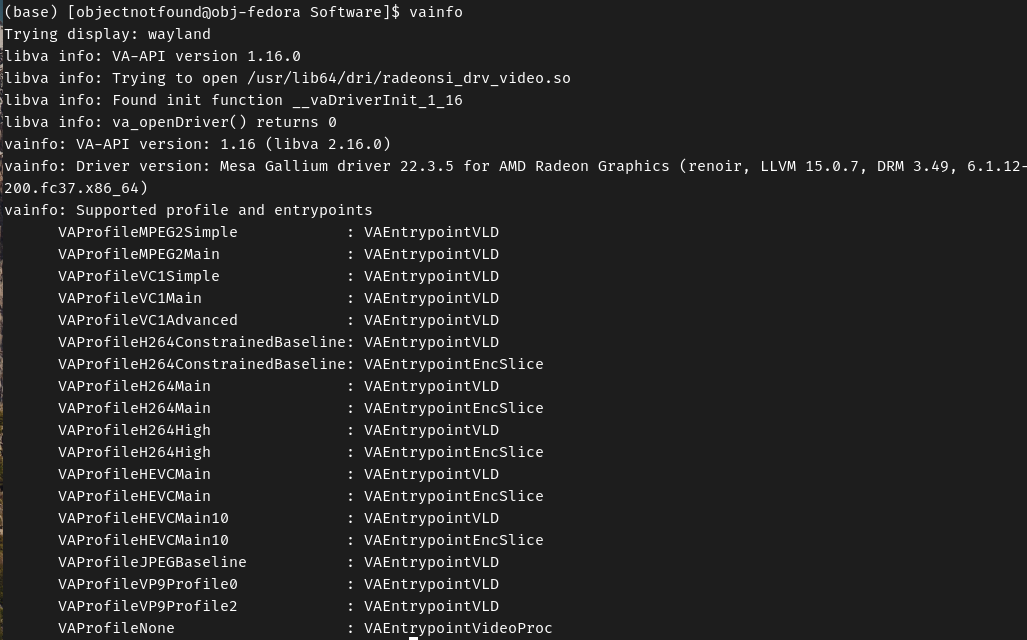 (base) [objectnotfound@obj-fedora Software]$ vainfo
Trying display: wayland
libva info: VA-API version 1.16.0
libva info: Trying to open /usr/lib64/dri/radeonsi_drv_video.so
libva info: Found init function __vaDriverInit_1_16
libva info: va_openDriver() returns 0
vainfo: VA-API version: 1.16 (libva 2.16.0)
vainfo: Driver version: Mesa Gallium driver 22.3.5 for AMD Radeon Graphics (renoir, LLVM 15.0.7, DRM 3.49, 6.1.12-
200.fc37.x86_64)
vainfo: Supported profile and entrypoints
      VAProfileMPEG2Simple            : VAEntrypointVLD
      VAProfileMPEG2Main              : VAEntrypointVLD
      VAProfileVC1Simple              : VAEntrypointVLD
      VAProfileVC1Main                : VAEntrypointVLD
      VAProfileVC1Advanced            : VAEntrypointVLD
      VAProfileH264ConstrainedBaseline: VAEntrypointVLD
      VAProfileH264ConstrainedBaseline: VAEntrypointEncSlice
      VAProfileH264Main               : VAEntrypointVLD
      VAProfileH264Main               : VAEntrypointEncSlice
      VAProfileH264High               : VAEntrypointVLD
      VAProfileH264High               : VAEntrypointEncSlice
      VAProfileHEVCMain               : VAEntrypointVLD
      VAProfileHEVCMain               : VAEntrypointEncSlice
      VAProfileHEVCMain10             : VAEntrypointVLD
      VAProfileHEVCMain10             : VAEntrypointEncSlice
      VAProfileJPEGBaseline           : VAEntrypointVLD
      VAProfileVP9Profile0            : VAEntrypointVLD
      VAProfileVP9Profile2            : VAEntrypointVLD
      VAProfileNone                   : VAEntrypointVideoProc